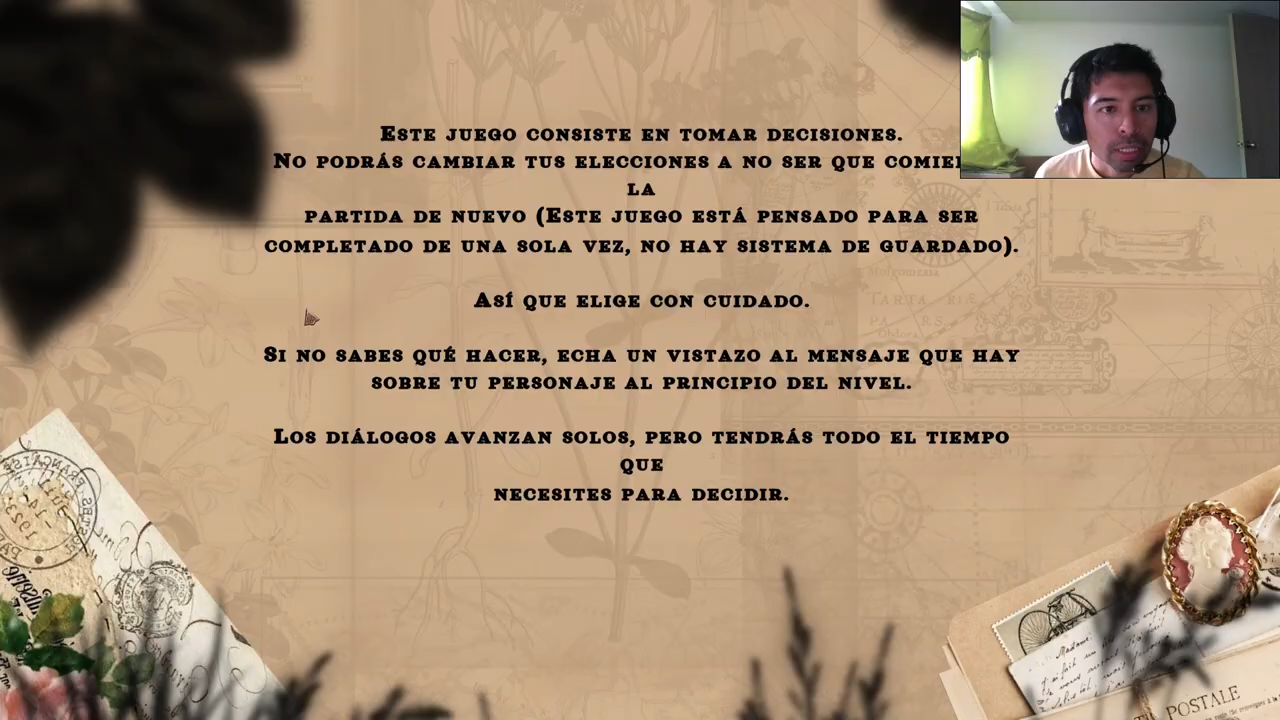 Este juego consiste en tomar decisiones.
No podrás cambiar tus elecciones a no ser que
la
partida de nuevo (Este juego está pensado para ser
completado de una sola vez, no hay sistema de guardado).
Así que elige con cuidado.
Si no sabes qué hacer, echa un vistazo al mensaje que hay
sobre tu personaje al principio del nivel.
Los diálogos avanzan solos, pero tendrás todo el tiempo
que
necesites para decidir.
POSTALE